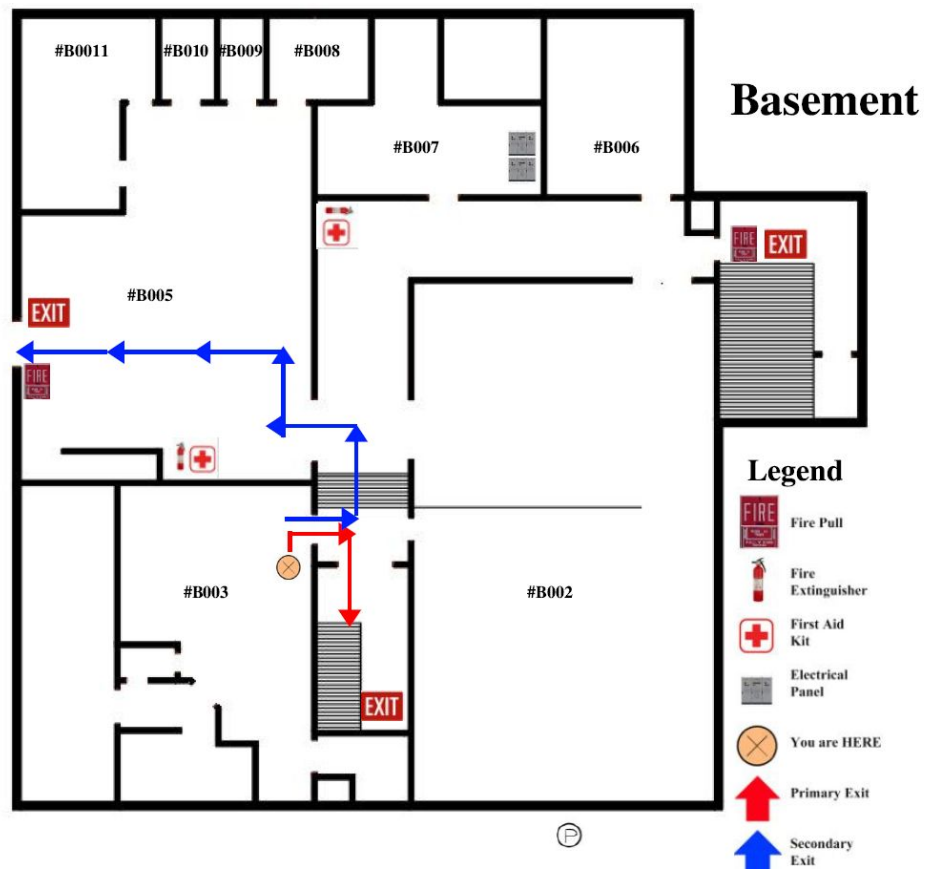 #B0011
#B010
#B009
#B008
Basement
#B007
#B006
FIRE
EXIT
#B005
EXIT
FIRE
Legend
FIRE
Fire Pull
Fire
Extinguisher
#B003
#B002
First Aid
Kit
Electrical
Panel
EXIT
You are HERE
Primary Exit
P
Secondary
Exit